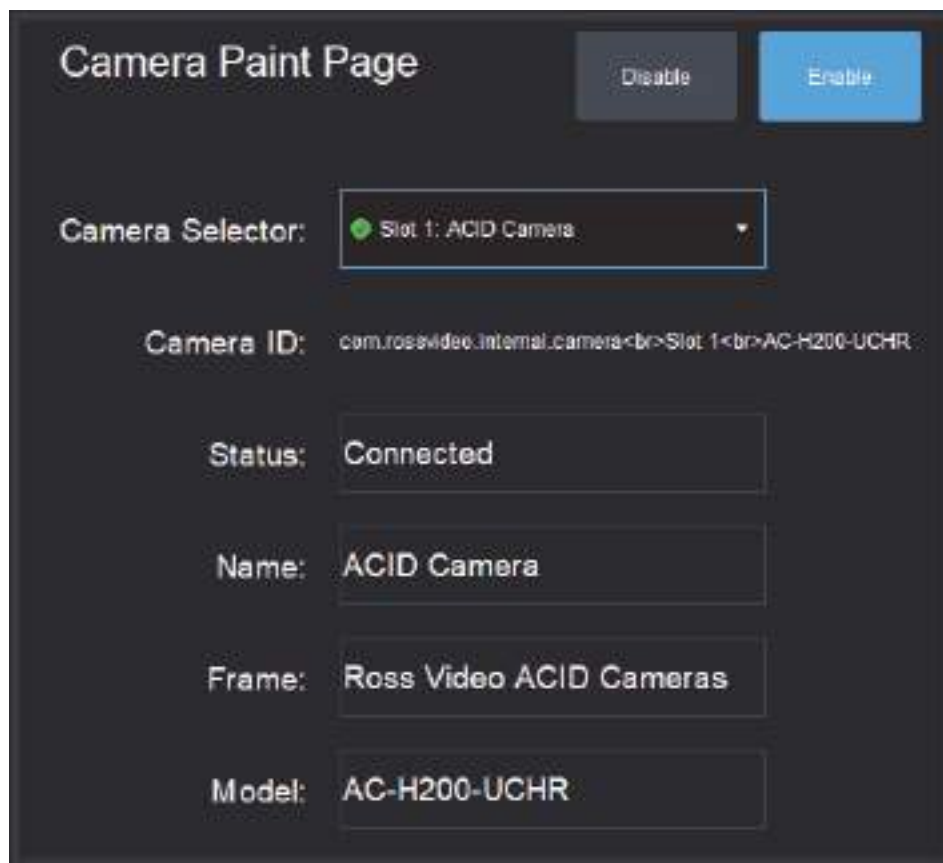 Camera Paint Page
Disable
Enable
Camera Selector:
Slot 1: ACID Camera
Camera ID:
com.rossvideo.internal.camera<br>Slot 1<br>AC-H200-UCHR
Status:
Connected
Name:
ACID Camera
Frame:
Ross Video ACID Cameras
Model:
AC-H200-UCHR